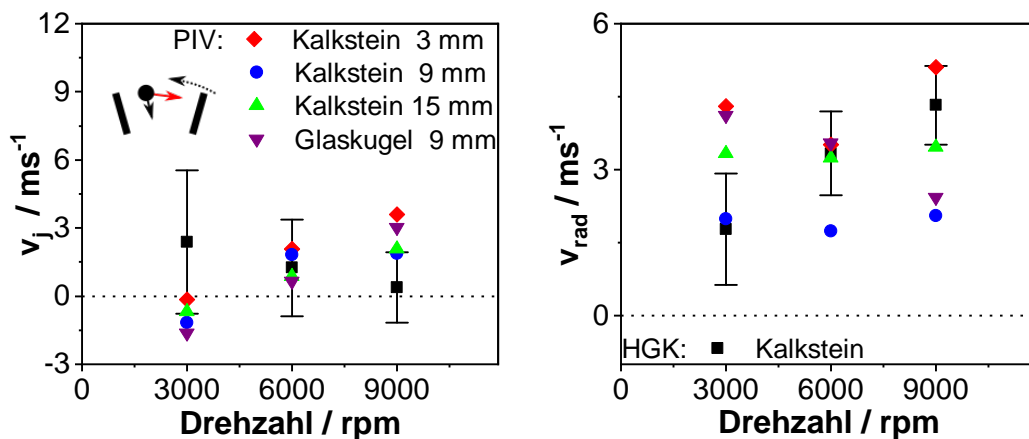 12
9
6
3
0
-3
v_j / ms^-1
PIV:
Kalkstein 3 mm
Kalkstein 9 mm
Kalkstein 15 mm
Glaskugel 9 mm
0 3000 6000 9000
Drehzahl / rpm
6
3
0
v_rad / ms^-1
HGK: Kalkstein
0 3000 6000 9000
Drehzahl / rpm